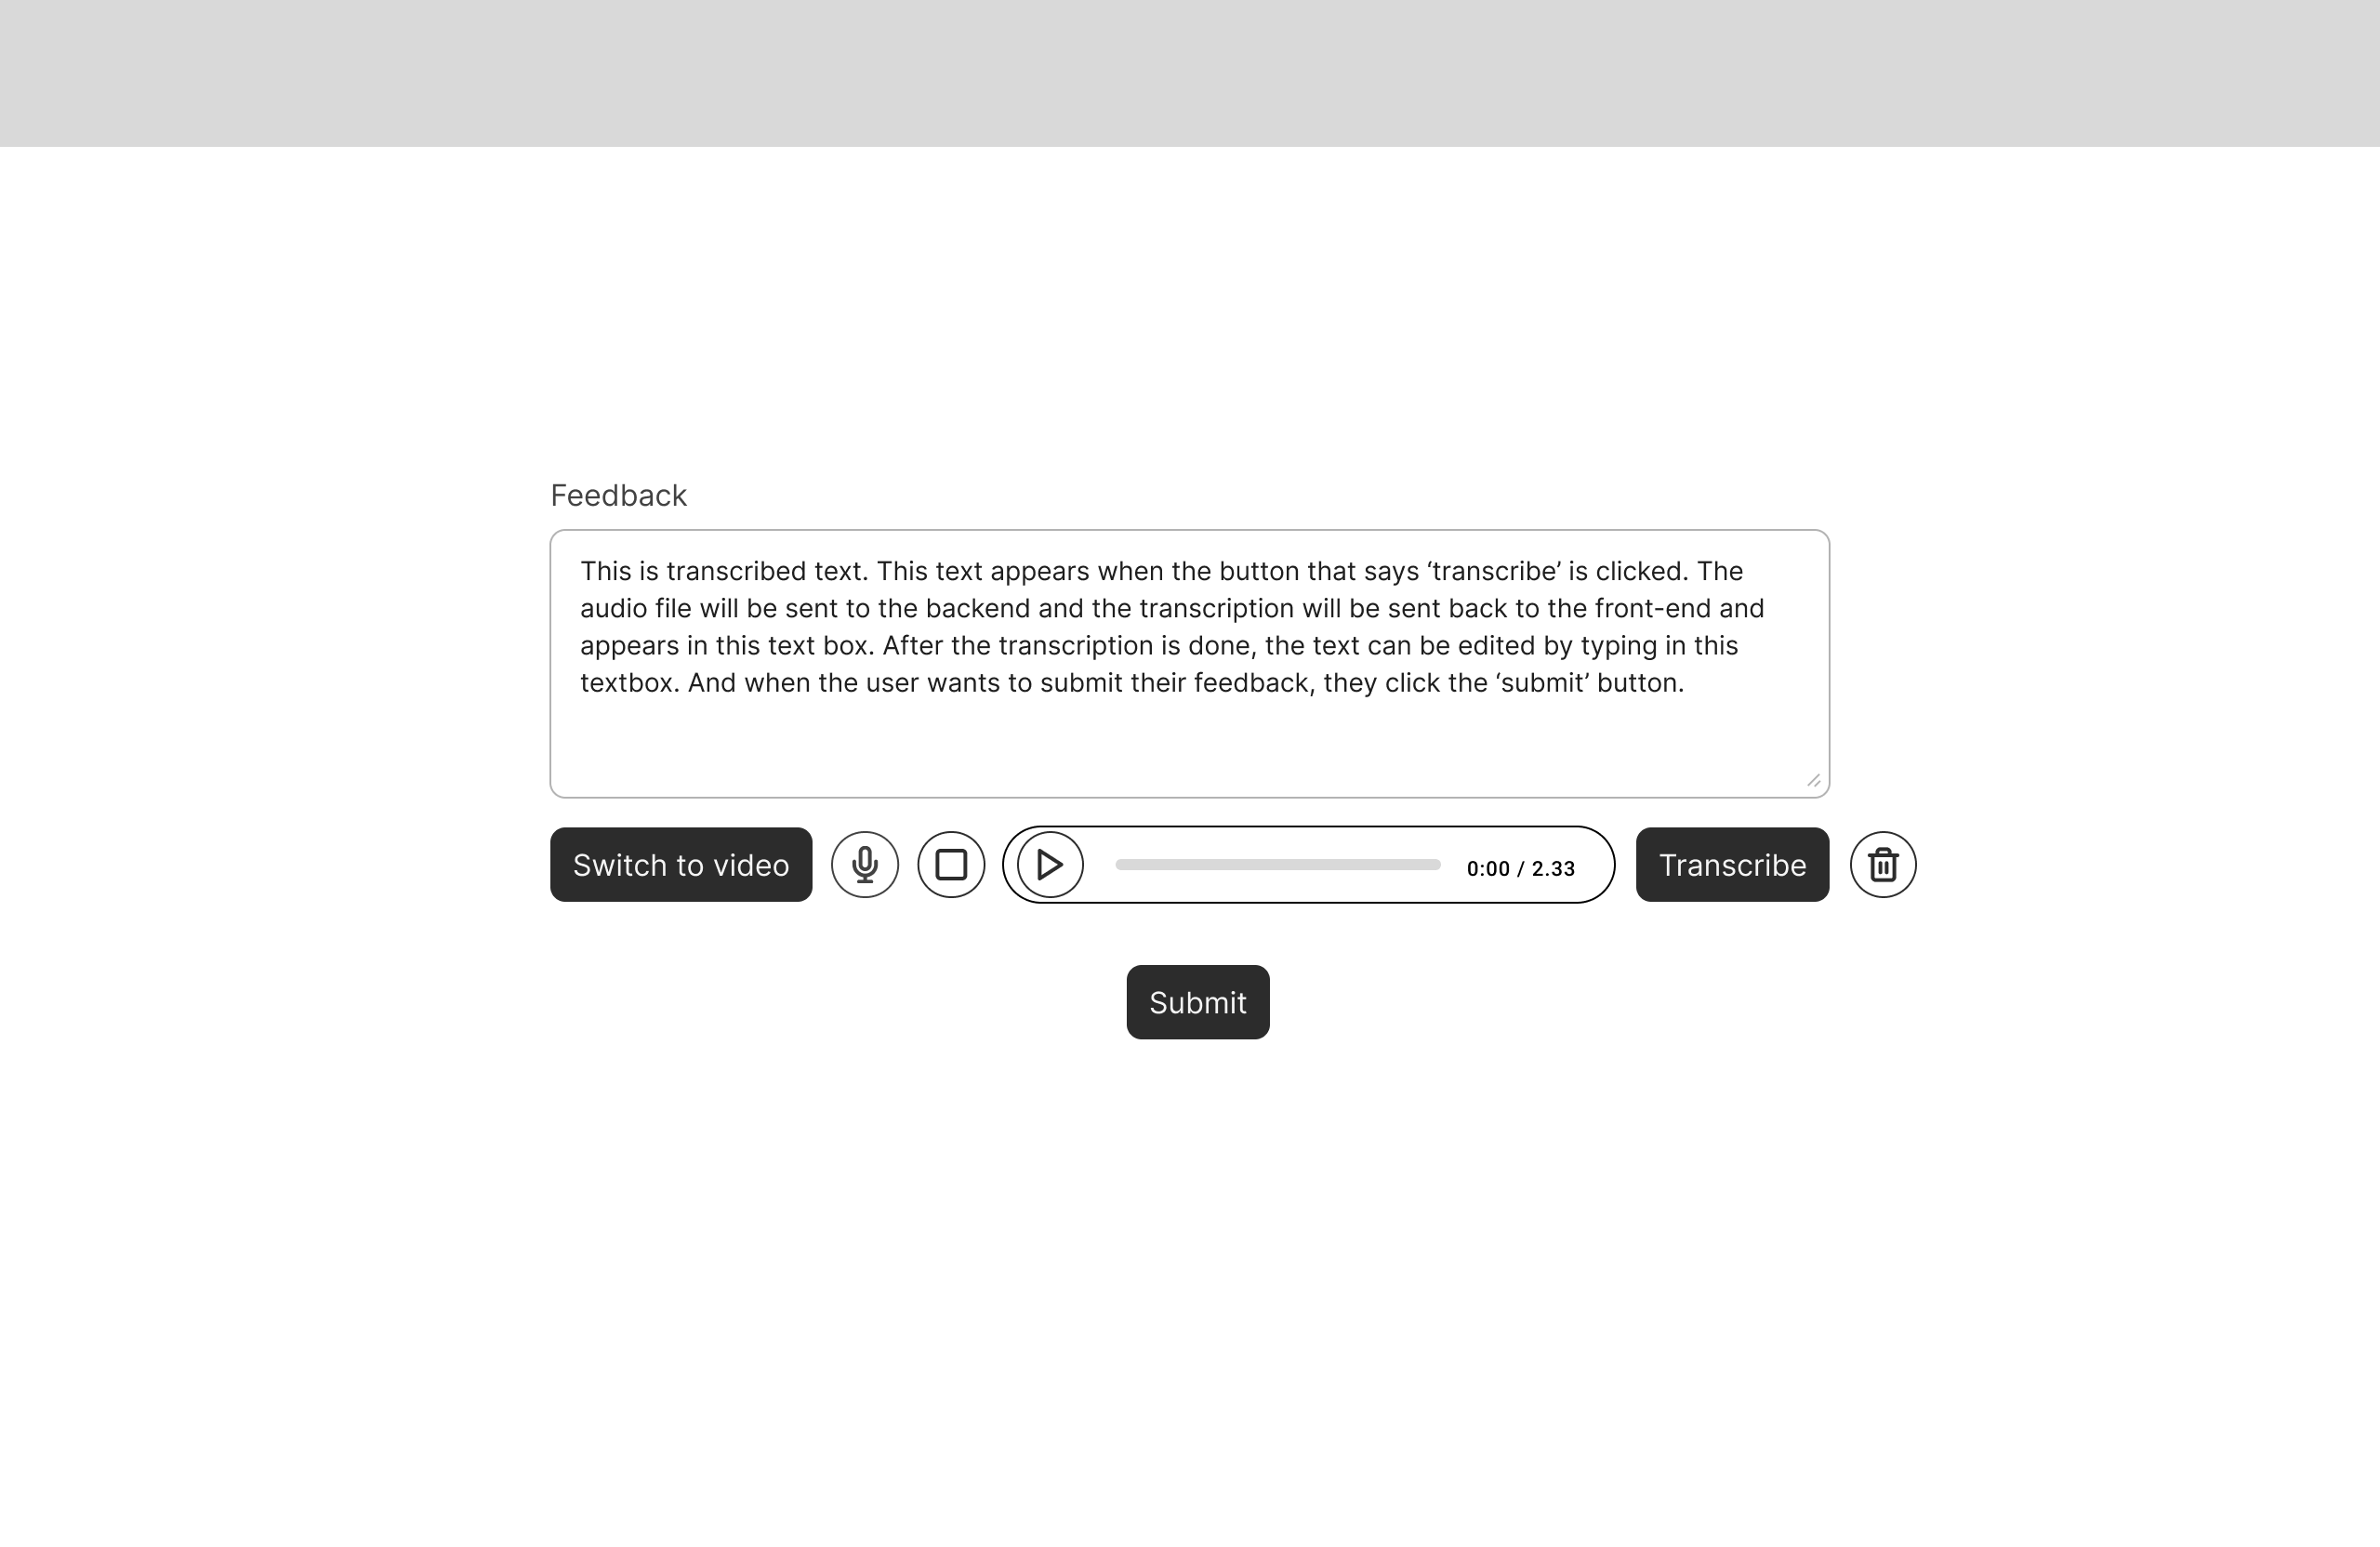 Feedback
This is transcribed text. This text appears when the button that says ‘transcribe’ is clicked. The
audio file will be sent to the backend and the transcription will be sent back to the front-end and
appears in this text box. After the transcription is done, the text can be edited by typing in this
textbox. And when the user wants to submit their feedback, they click the ‘submit’ button.
Switch to video
0:00 / 2.33
Transcribe
Submit